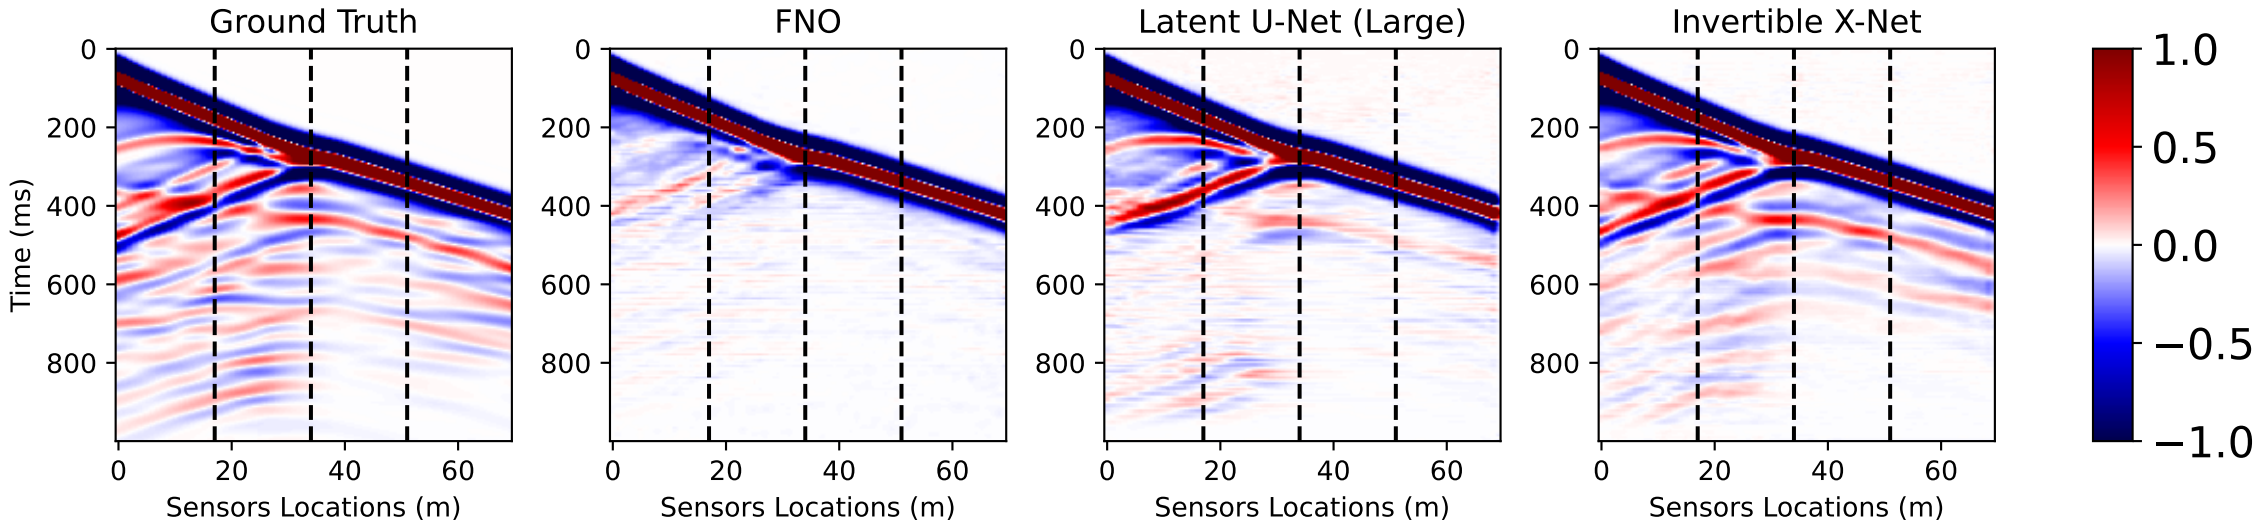 Ground Truth
FNO
Latent U-Net (Large)
Invertible X-Net
0
200
400
600
800
Time (ms)
0 20 40 60
Sensors Locations (m)
0
200
400
600
800
0 20 40 60
Sensors Locations (m)
0
200
400
600
800
0 20 40 60
Sensors Locations (m)
0
200
400
600
800
0 20 40 60
Sensors Locations (m)
1.0
0.5
0.0
−0.5
−1.0